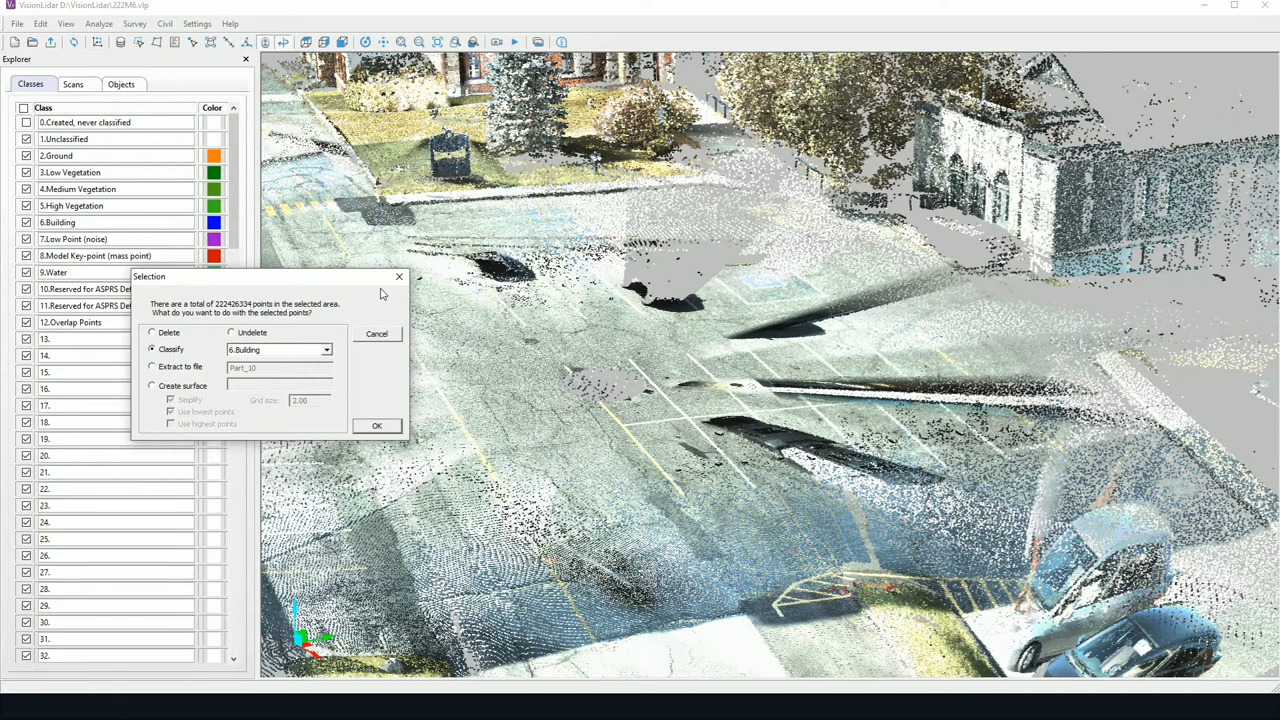 VisionLidar D:\VisionLidar\222M6.vlp
File Edit View Analyze Survey Civil Settings Help
Explorer
Classes Scans Objects
Class Color
0.Created, never classified
1.Unclassified
2.Ground
3.Low Vegetation
4.Medium Vegetation
5.High Vegetation
6.Building
7.Low Point (noise)
8.Model Key-point (mass point)
9.Water
10.Reserved for ASPRS De
11.Reserved for ASPRS De
12.Overlap Points
13.
14.
15.
16.
17.
18.
19.
20.
21.
22.
23.
24.
25.
26.
27.
28.
29.
30.
31.
32.
Selection
There are a total of 222426334 points in the selected area.
What do you want to do with the selected points?
Delete Undelete Cancel
Classify 6.Building
Extract to file Part_10
Create surface
Simplify Grid size: 2.00
Use lowest points
Use highest points
OK